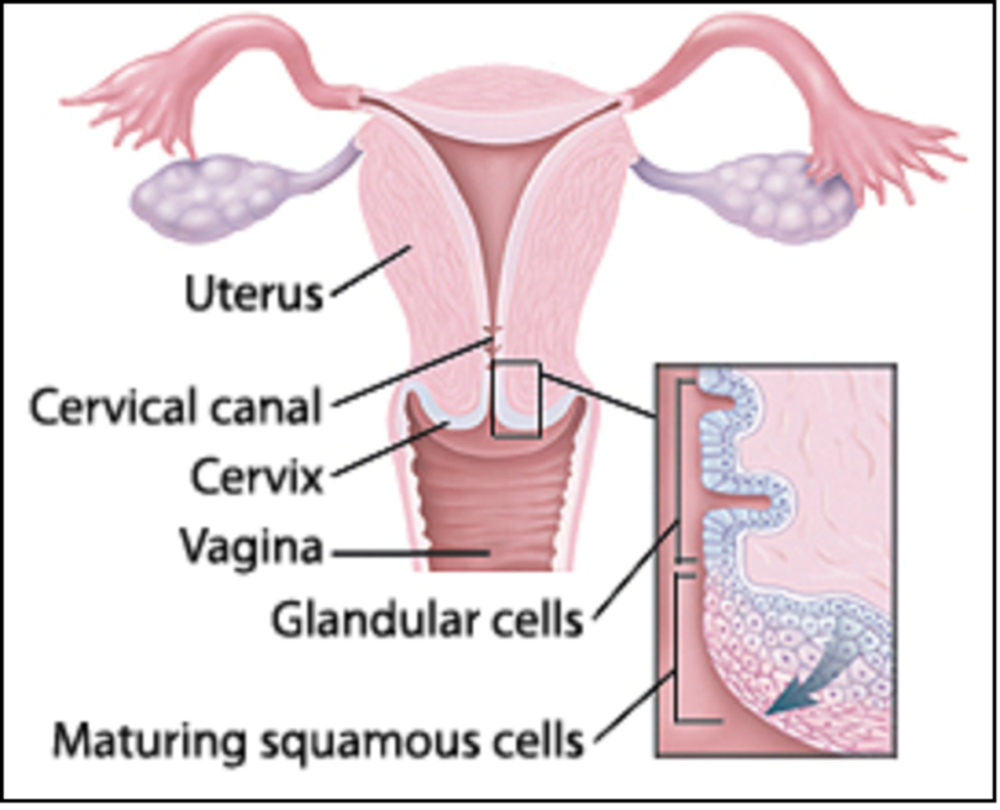 Uterus
Cervical canal
Cervix
Vagina
Glandular cells
Maturing squamous cells